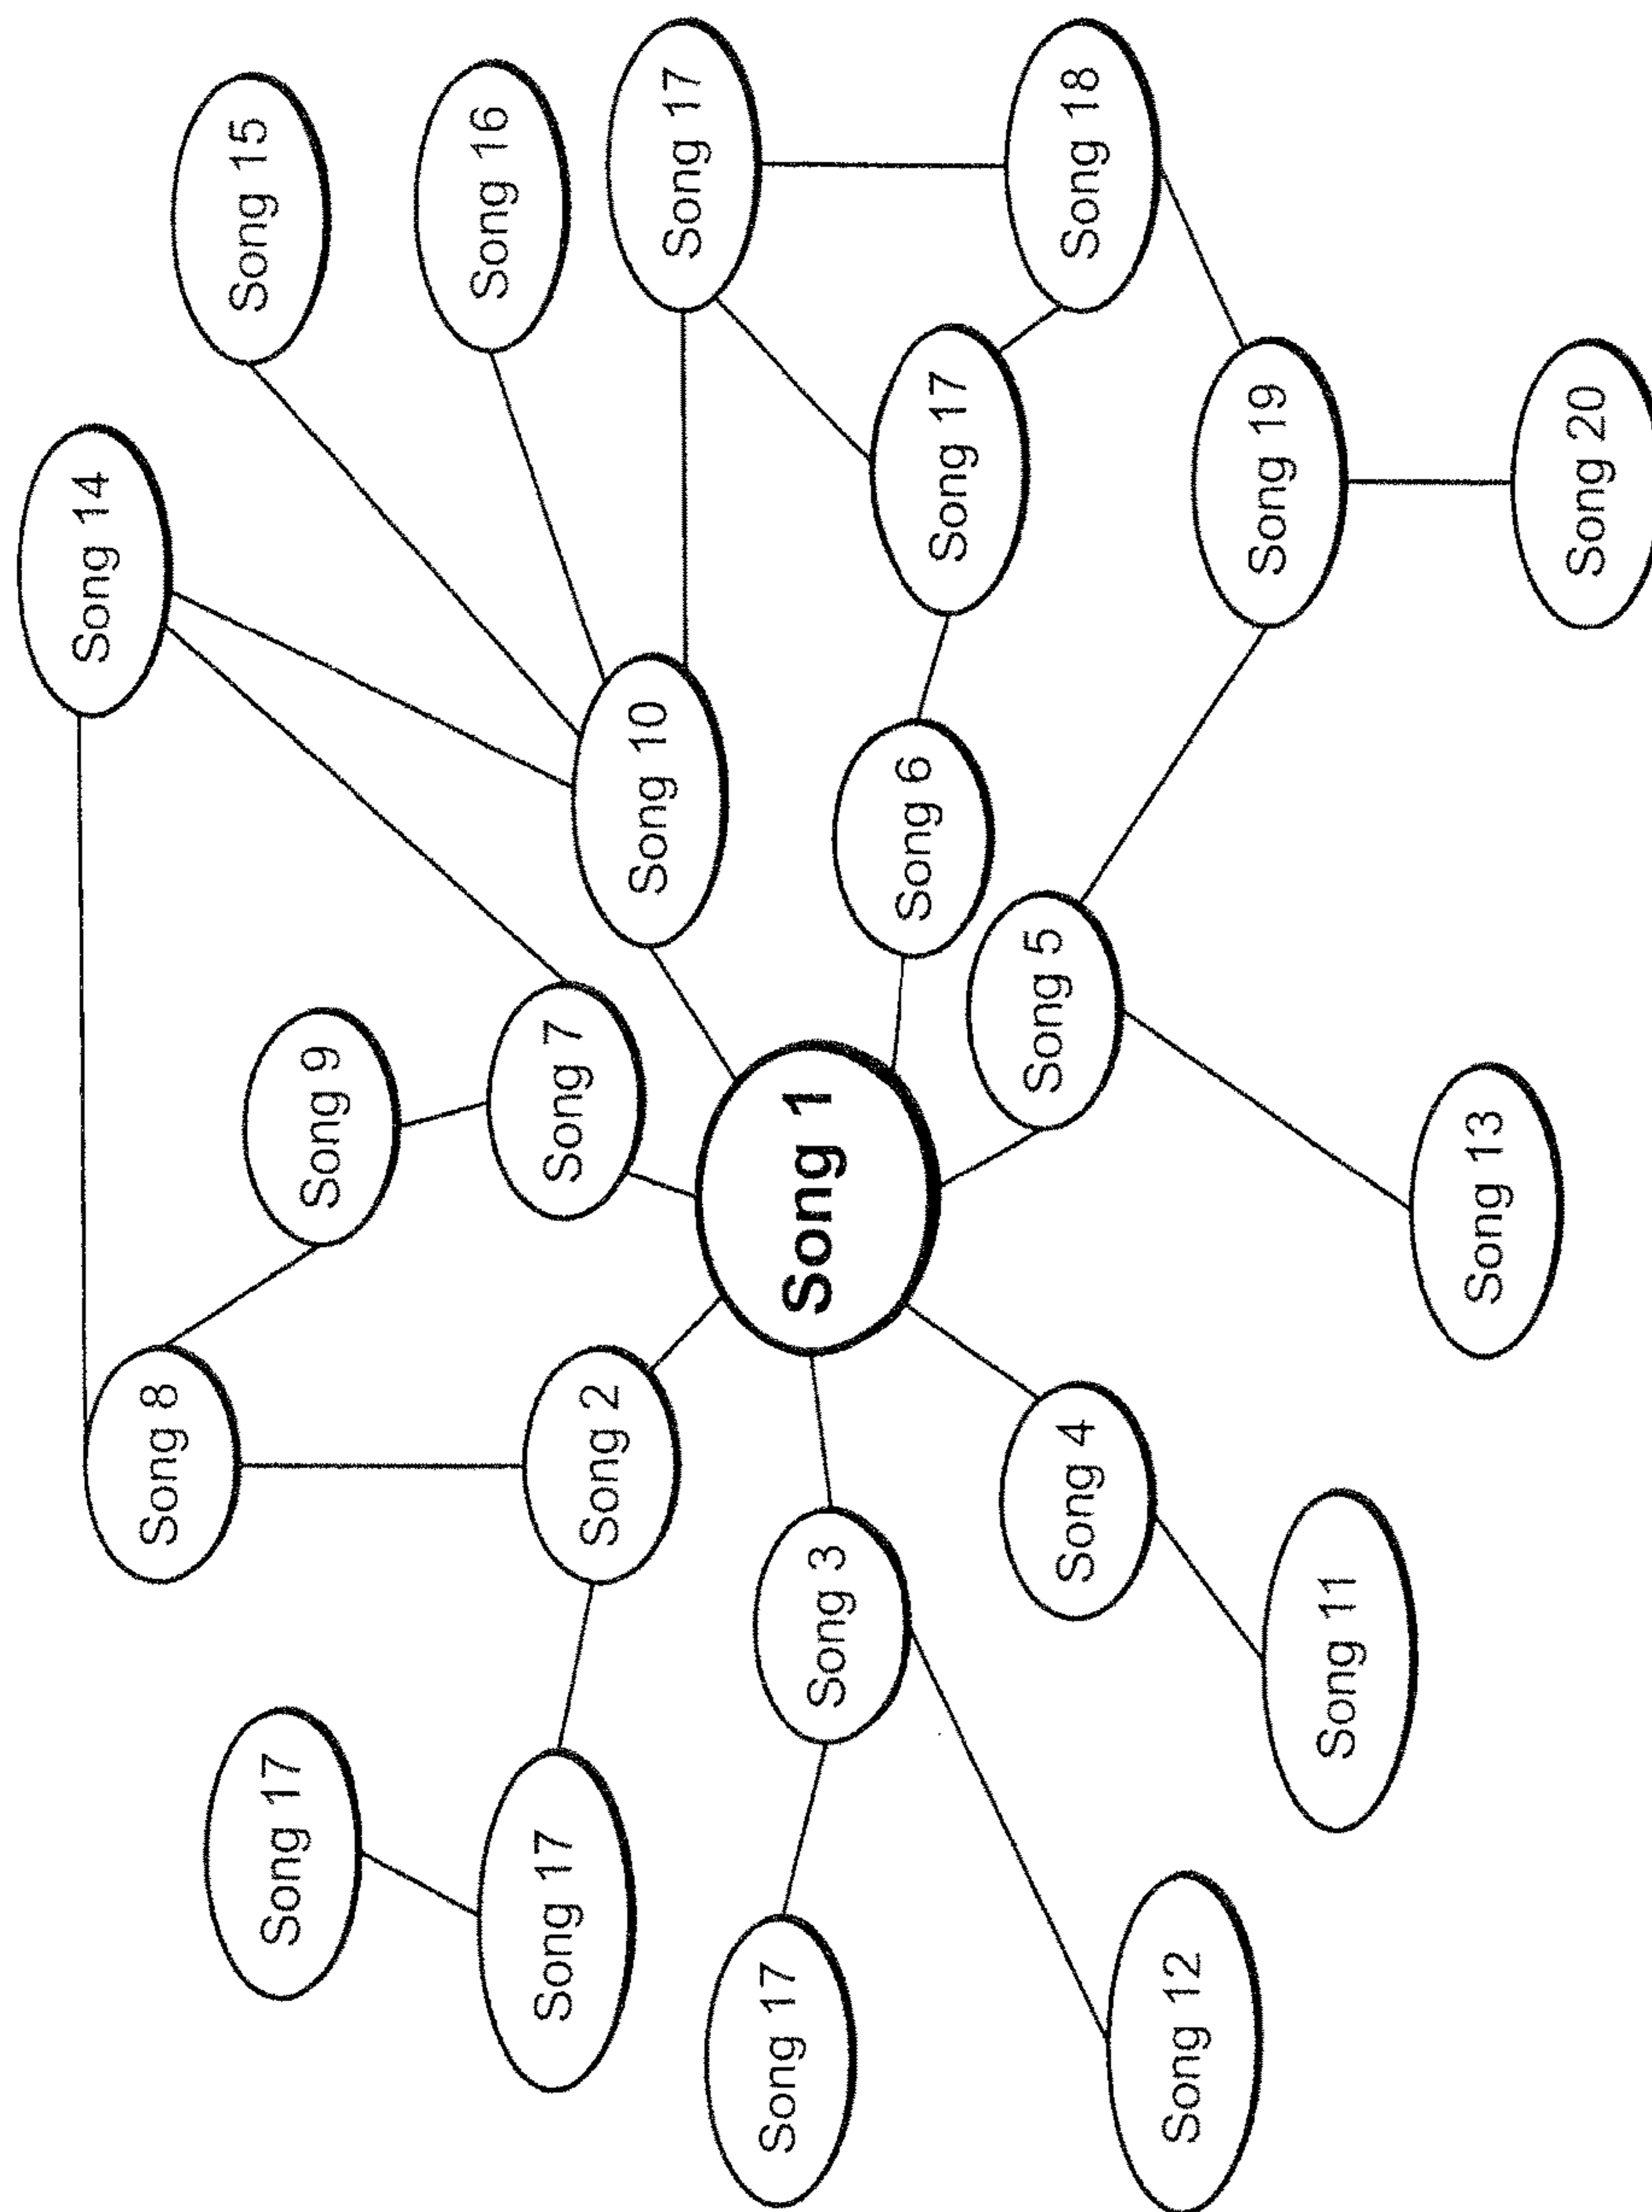 Song 14
Song 8
Song 15
Song 17
Song 9
Song 16
Song 17
Song 7
Song 2
Song 10
Song 17
Song 17
Song 1
Song 3
Song 6
Song 17
Song 5
Song 4
Song 18
Song 12
Song 19
Song 11
Song 13
Song 20